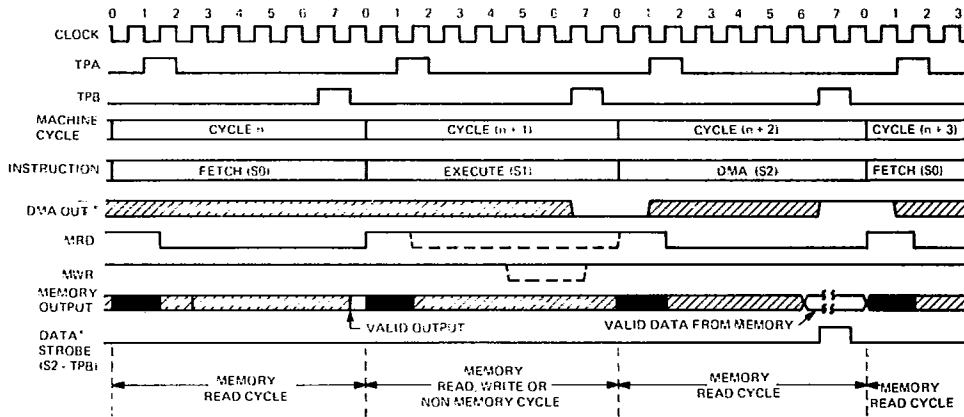 0 1 2 3 4 5 6 7 0 1 2 3 4 5 6 7 0 1 2 3 4 5 6 7 0 1 2 3
CLOCK
TPA
TPB
MACHINE CYCLE
CYCLE n
CYCLE (n + 1)
CYCLE (n + 2)
CYCLE (n + 3)
INSTRUCTION
FETCH (S0)
EXECUTE (S1)
DMA (S2)
FETCH (S0)
DMA OUT *
MRD
MWR
MEMORY OUTPUT
VALID OUTPUT
VALID DATA FROM MEMORY
DATA*
STROBE
(S2 - TPB)
MEMORY
READ CYCLE
MEMORY
READ, WRITE OR
NON MEMORY CYCLE
MEMORY
READ CYCLE
MEMORY
READ CYCLE